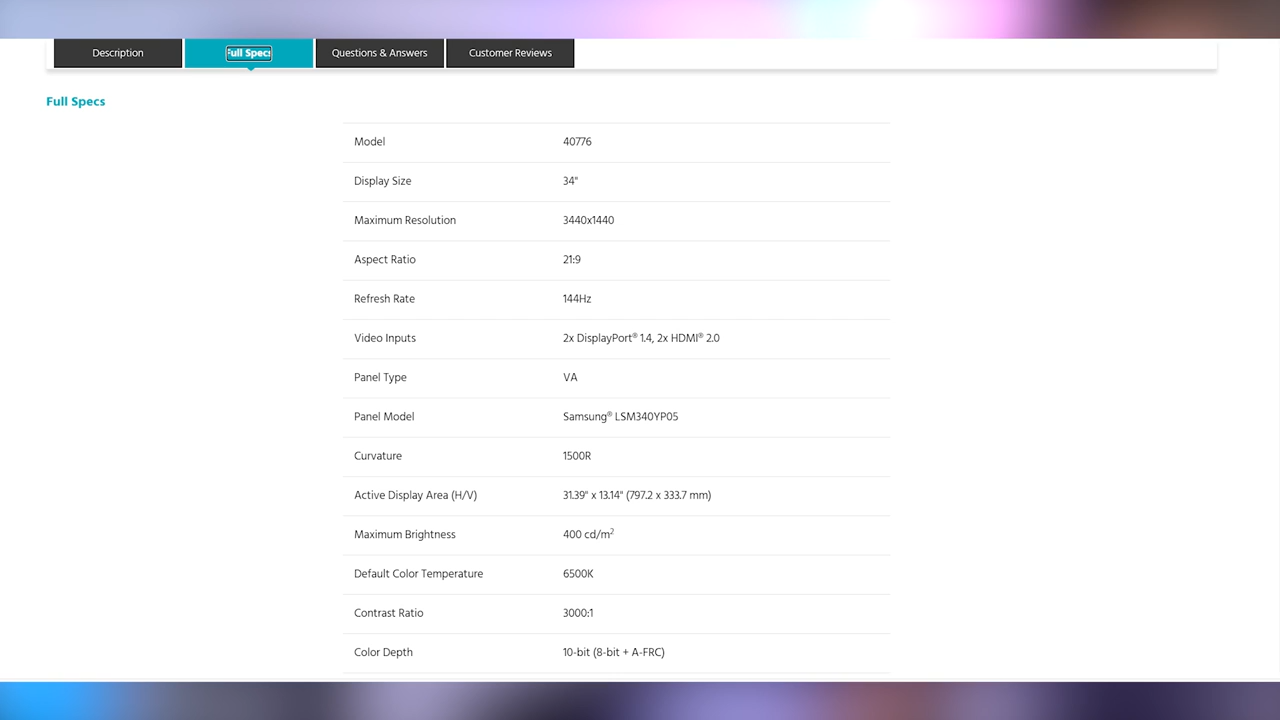 Description Full Specs Questions & Answers Customer Reviews
Full Specs
Model 40776
Display Size 34"
Maximum Resolution 3440x1440
Aspect Ratio 21:9
Refresh Rate 144Hz
Video Inputs 2x DisplayPort® 1.4, 2x HDMI® 2.0
Panel Type VA
Panel Model Samsung® LSM340YP05
Curvature 1500R
Active Display Area (H/V) 31.39" x 13.14" (797.2 x 333.7 mm)
Maximum Brightness 400 cd/m²
Default Color Temperature 6500K
Contrast Ratio 3000:1
Color Depth 10-bit (8-bit + A-FRC)